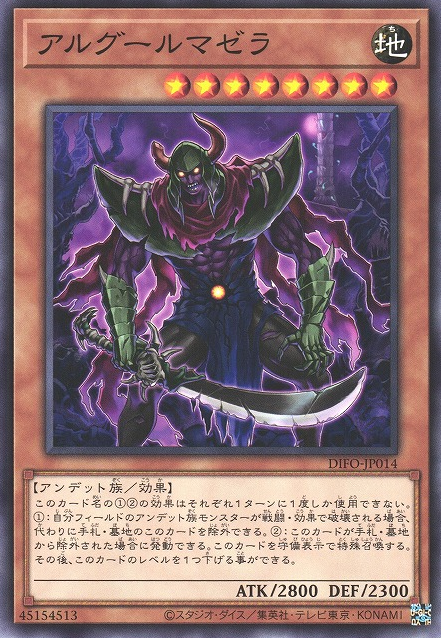 アルグールマゼラ
地
DIFO-JP014
【アンデット族／効果】
このカード名の①②の効果はそれぞれ1ターンに1度しか使用できない。
①：自分フィールドのアンデット族モンスターが戦闘・効果で破壊される場合、
代わりに手札・墓地のこのカードを除外できる。②：このカードが手札・墓地
から除外された場合に発動できる。このカードを守備表示で特殊召喚する。
その後、このカードのレベルを1つ下げる事ができる。
ATK/2800 DEF/2300
45154513
©スタジオ・ダイス／集英社・テレビ東京・KONAMI